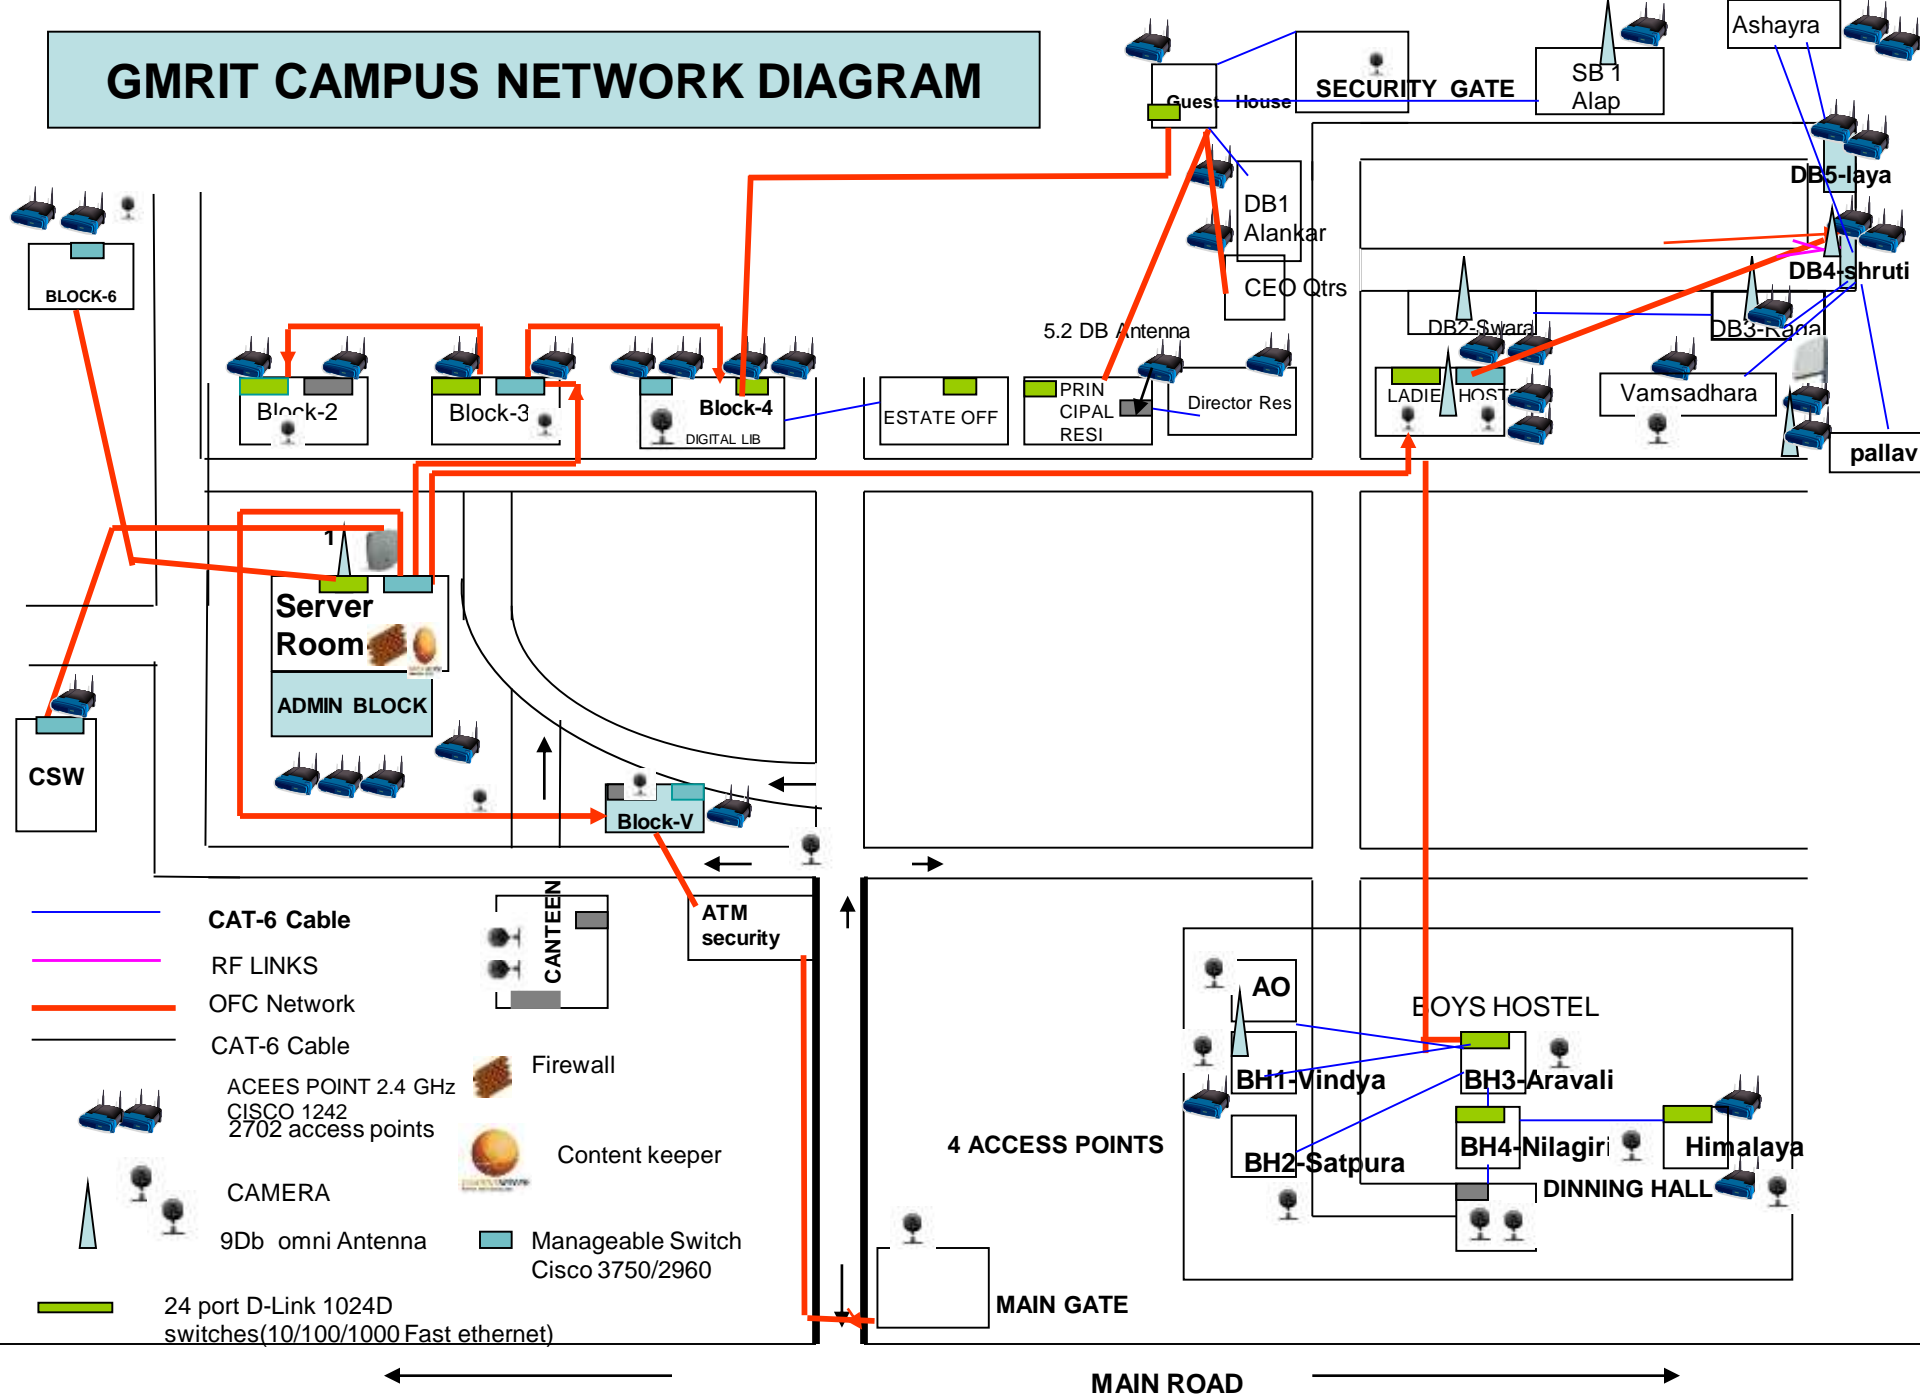 GMRIT CAMPUS NETWORK DIAGRAM
Guest House
SECURITY GATE
SB 1
Alap
Ashayra
DB5-laya
DB1
Alankar
CEO Qtrs
DB4-shruti
BLOCK-6
5.2 DB Antenna
DB2-Swara
DB3-Raga
Block-2
Block-3
Block-4
DIGITAL LIB
ESTATE OFF
PRIN
CIPAL
RESI
Director Res
LADIE HOST
Vamsadhara
pallav
1
Server
Room
ADMIN BLOCK
CSW
Block-V
ATM
security
CANTEEN
CAT-6 Cable
RF LINKS
OFC Network
CAT-6 Cable
ACEES POINT 2.4 GHz
CISCO 1242
2702 access points
Firewall
Content keeper
CAMERA
9Db omni Antenna
Manageable Switch
Cisco 3750/2960
24 port D-Link 1024D
switches(10/100/1000 Fast ethernet)
AO
BOYS HOSTEL
BH1-Vindya
BH3-Aravali
4 ACCESS POINTS
BH2-Satpura
BH4-Nilagiri
Himalaya
DINNING HALL
MAIN GATE
MAIN ROAD